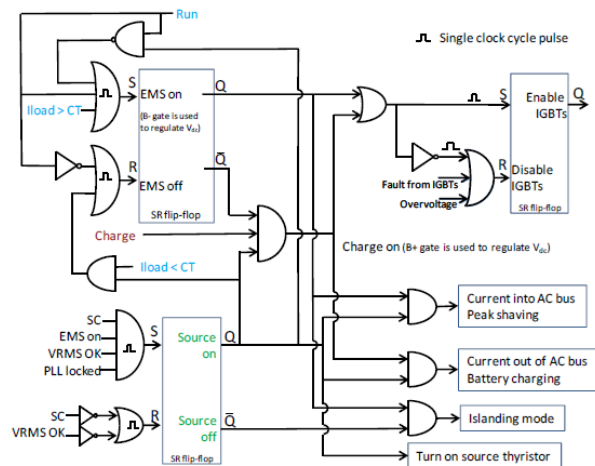 Run
Single clock cycle pulse
S
EMS on
Q
(B- gate is used
to regulate Vdc)
Iload > CT
S
Enable
IGBTs
Q
R
EMS off
Q̄
SR flip-flop
R
Disable
IGBTs
SR flip-flop
Fault from IGBTs
Overvoltage
Charge
Charge on (B+ gate is used to regulate Vdc)
Iload < CT
SC
EMS on
VRMS OK
PLL locked
S
Source
on
Q
Current into AC bus
Peak shaving
Current out of AC bus
Battery charging
SC
VRMS OK
R
Source
off
Q̄
SR flip-flop
Islanding mode
Turn on source thyristor